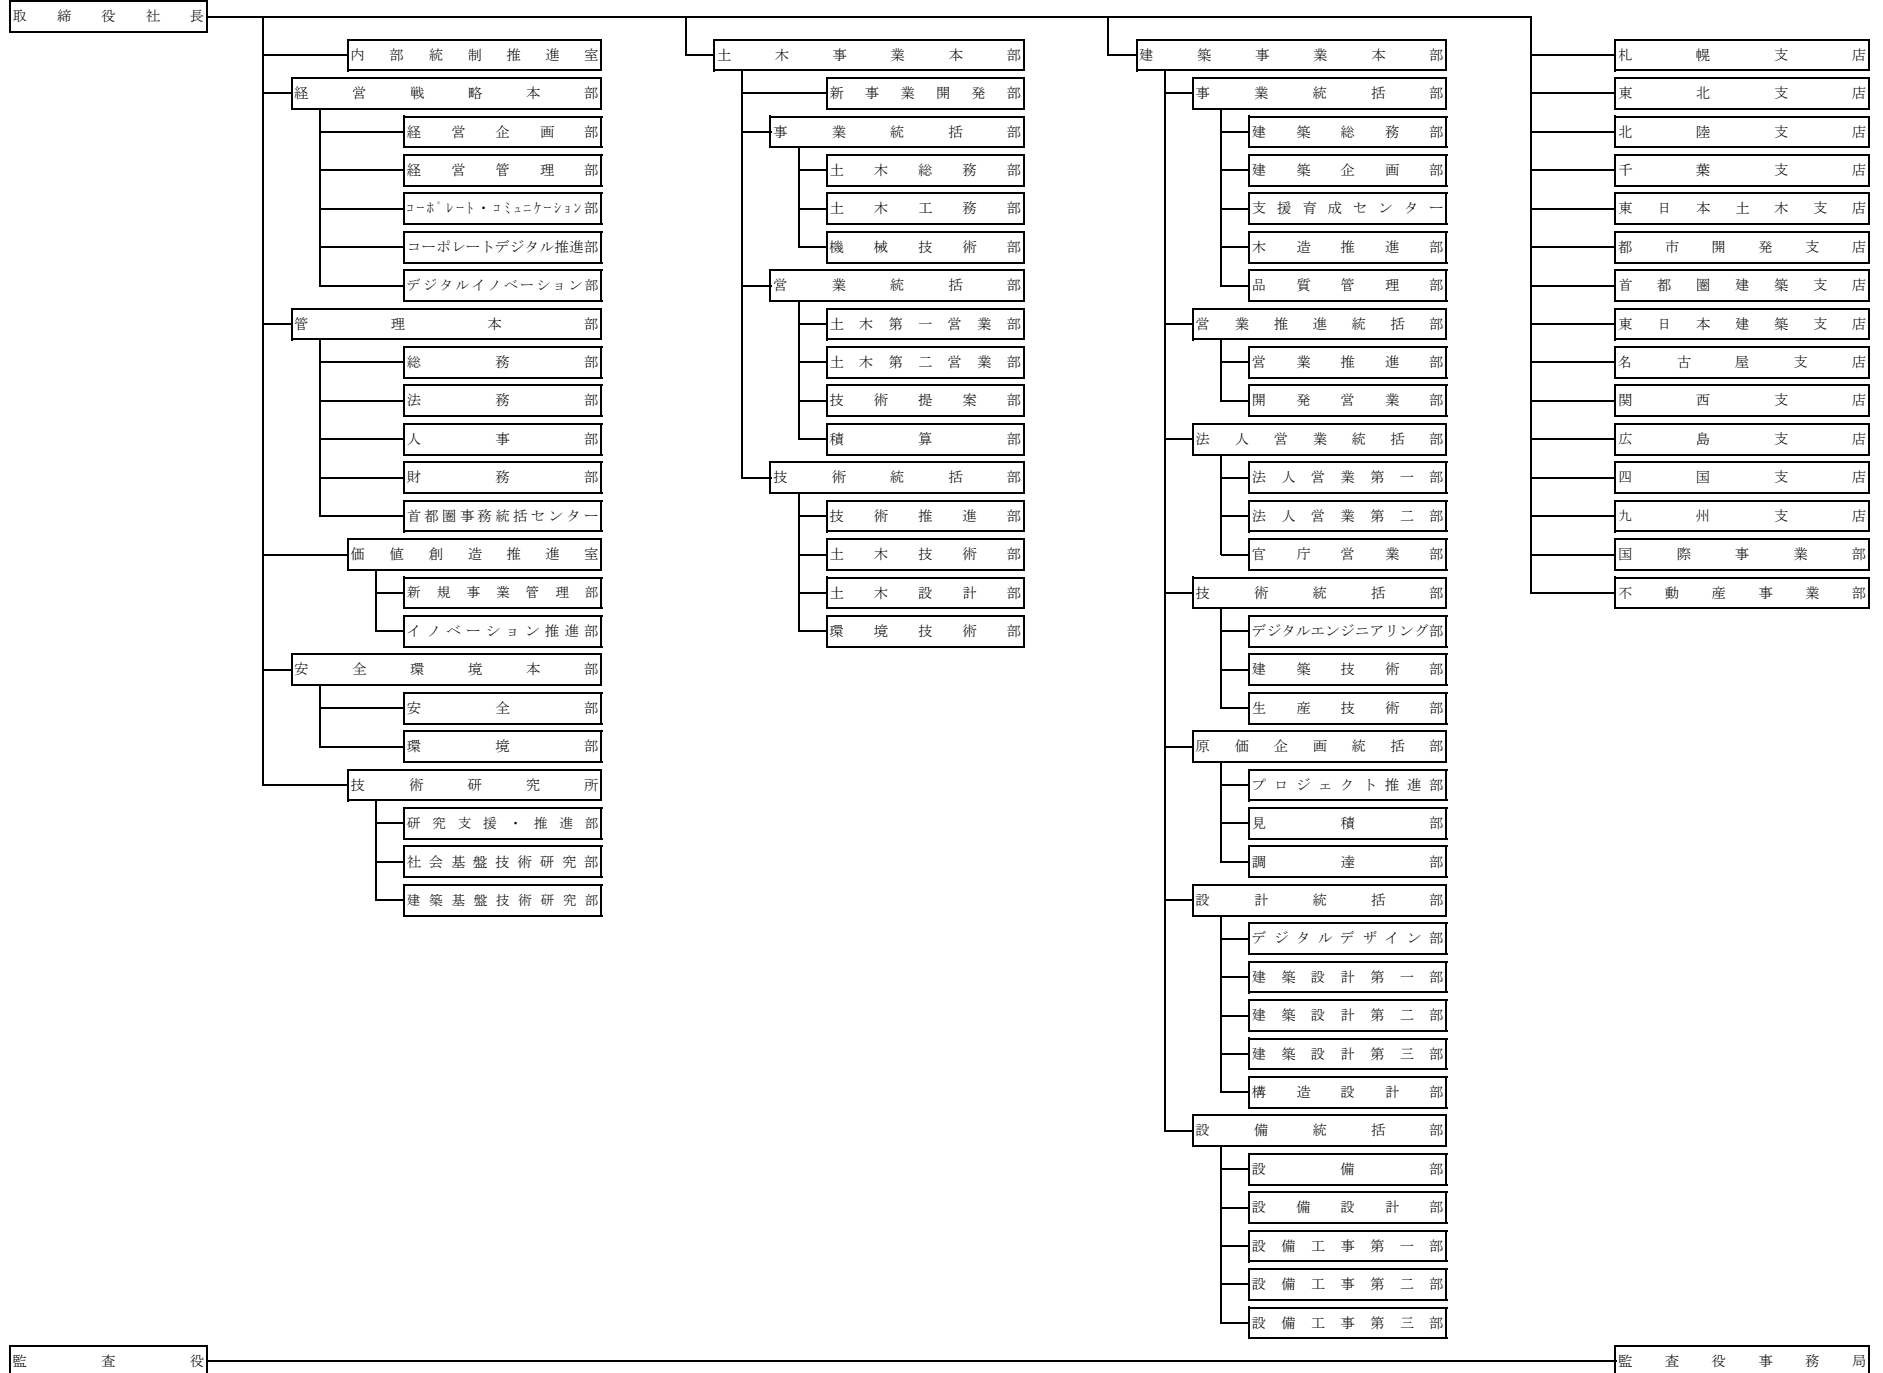 取締役社長
内部統制推進室
経営戦略本部
経営企画部
経営管理部
コーポレート・コミュニケーション部
コーポレートデジタル推進部
デジタルイノベーション部
管理本部
総務部
法務部
人事部
財務部
首都圏事務統括センター
価値創造推進室
新規事業管理部
イノベーション推進部
安全環境本部
安全部
環境部
技術研究所
研究支援・推進部
社会基盤技術研究部
建築基盤技術研究部
土木事業本部
新事業開発部
事業統括部
土木総務部
土木工務部
機械技術部
営業統括部
土木第一営業部
土木第二営業部
技術提案部
積算部
技術統括部
技術推進部
土木技術部
土木設計部
環境技術部
建築事業本部
事業統括部
建築総務部
建築企画部
支援育成センター
木造推進部
品質管理部
営業推進統括部
営業推進部
開発営業部
法人営業統括部
法人営業第一部
法人営業第二部
官庁営業部
技術統括部
デジタルエンジニアリング部
建築技術部
生産技術部
原価企画統括部
プロジェクト推進部
見積部
調達部
設計統括部
デジタルデザイン部
建築設計第一部
建築設計第二部
建築設計第三部
構造設計部
設備統括部
設備部
設備設計部
設備工事第一部
設備工事第二部
設備工事第三部
札幌支店
東北支店
北陸支店
千葉支店
東日本土木支店
都市開発支店
首都圏建築支店
東日本建築支店
名古屋支店
関西支店
広島支店
四国支店
九州支店
国際事業部
不動産事業部
監査役
監査役事務局